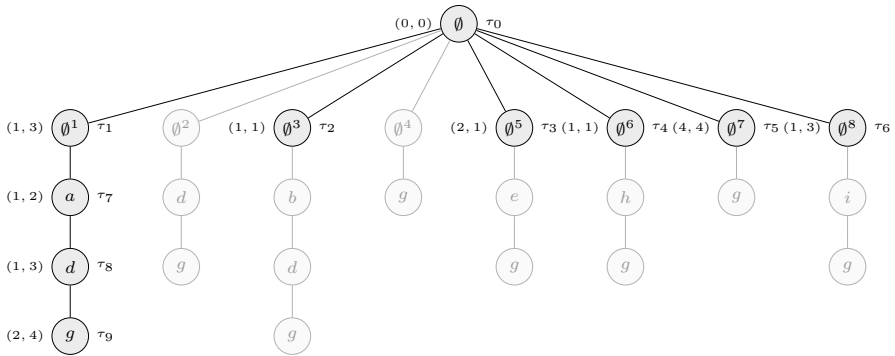 (0, 0) ∅ τ₀
(1, 3) ∅¹ τ₁ ∅² (1, 1) ∅³ τ₂ ∅⁴ (2, 1) ∅⁵ τ₃ (1, 1) ∅⁶ τ₄ (4, 4) ∅⁷ τ₅ (1, 3) ∅⁸ τ₆
(1, 2) a τ₇ d b g e h g i
(1, 3) d τ₈ g d g g g
(2, 4) g τ₉ g